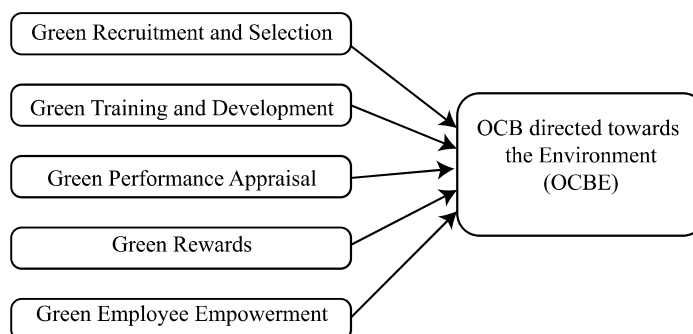 Green Recruitment and Selection
Green Training and Development
Green Performance Appraisal
Green Rewards
Green Employee Empowerment
OCB directed towards
the Environment
(OCBE)